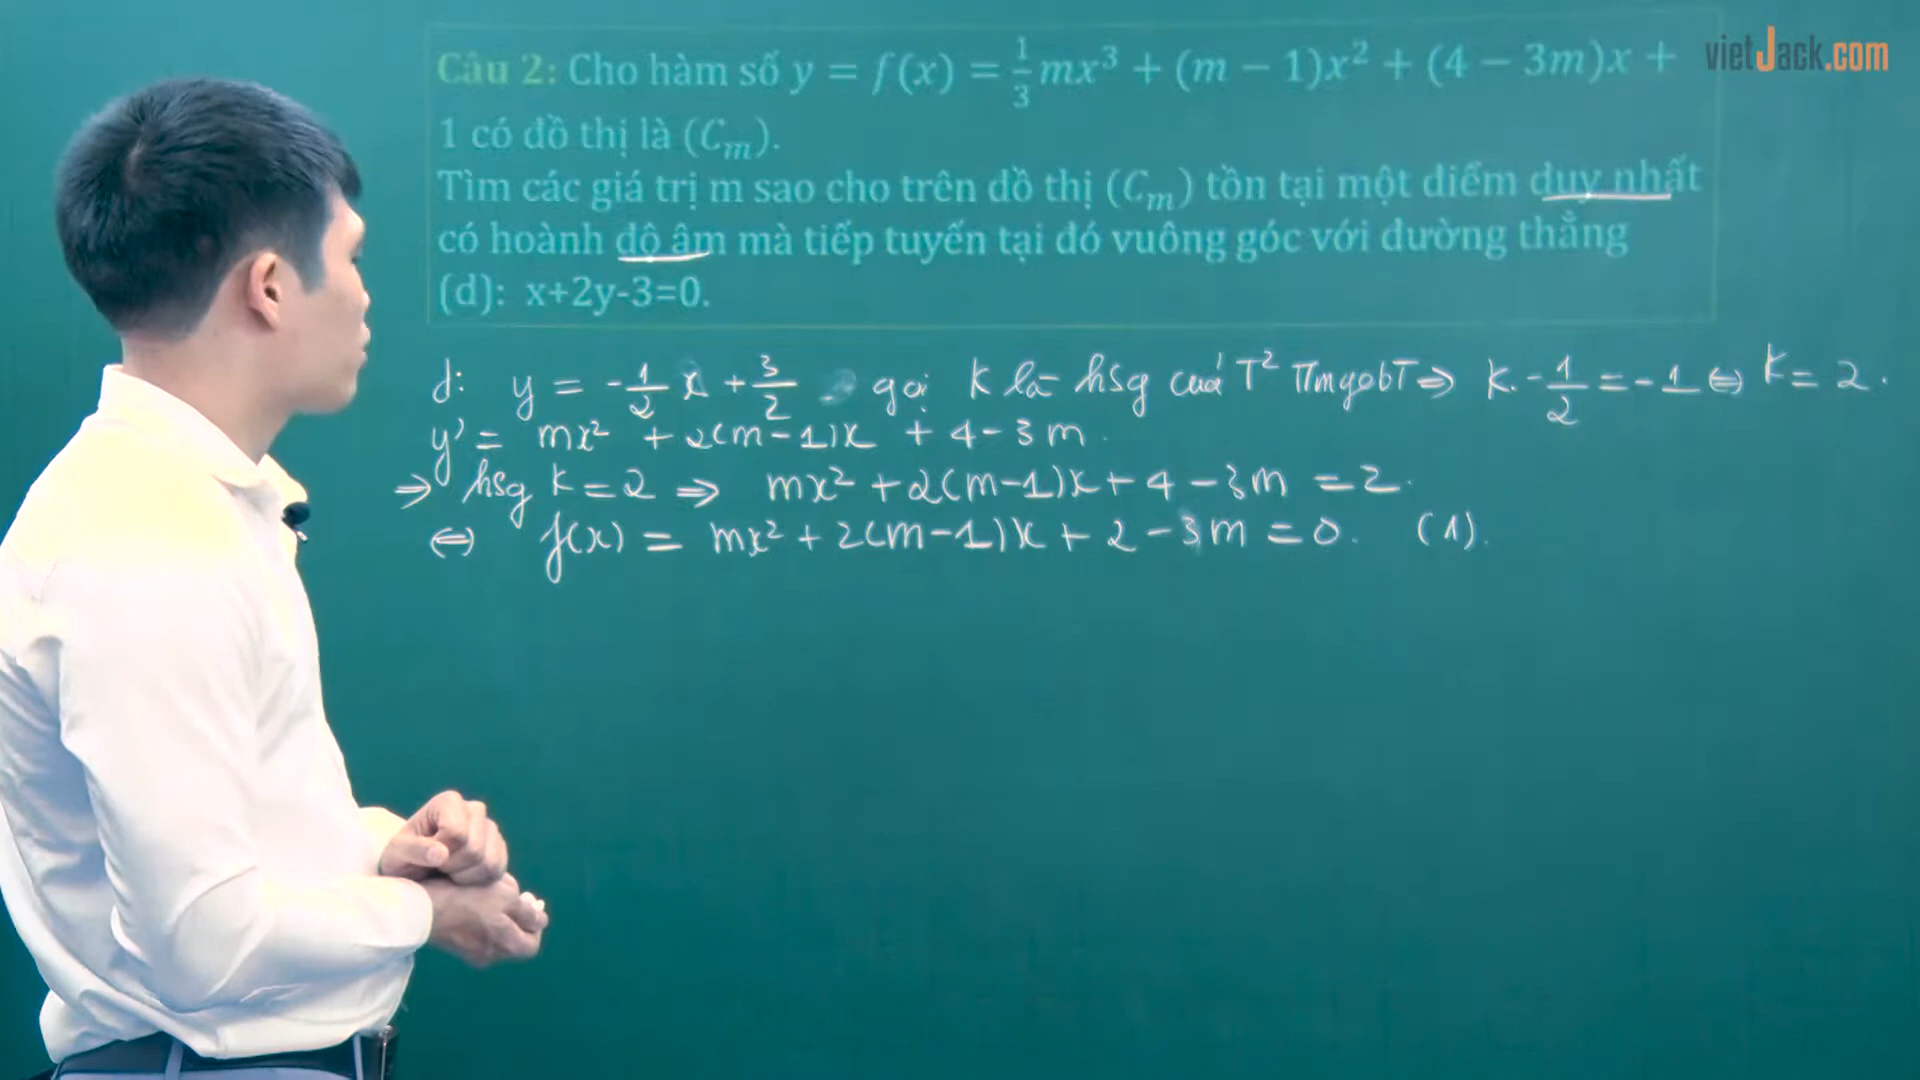 vietJack.com
Câu 2: Cho hàm số y = f(x) = 1/3 mx³ + (m − 1)x² + (4 − 3m)x +
1 có đồ thị là (Cₘ).
Tìm các giá trị m sao cho trên đồ thị (Cₘ) tồn tại một điểm duy nhất
có hoành độ âm mà tiếp tuyến tại đó vuông góc với đường thẳng
(d): x+2y-3=0.
d: y = -1/2 x + 3/2 gọi K là hsg của T² Tmycbt ⇒ K. -1/2 = -1 ⇔ K = 2.
y' = mx² + 2(m-1)x + 4-3m.
⇒ hsg K = 2 ⇒ mx² + 2(m-1)x + 4 - 3m = 2.
⇔ f(x) = mx² + 2(m-1)x + 2 - 3m = 0. (1).